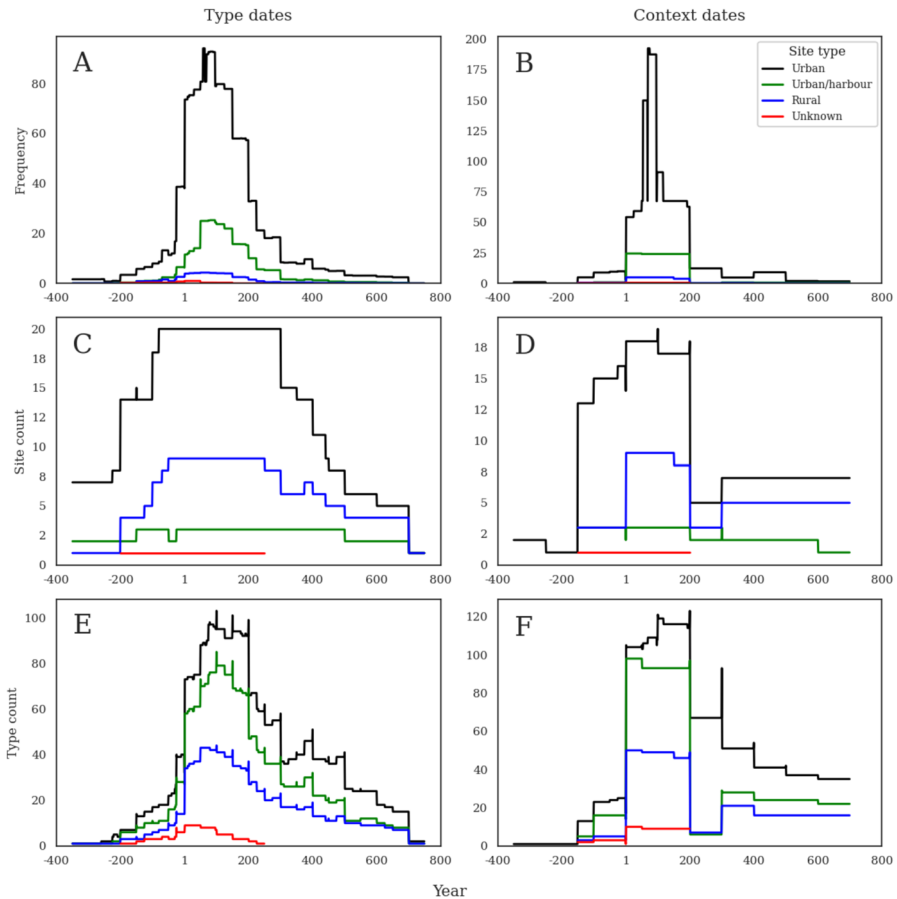 Type dates
Context dates
A
B
Site type
Urban
Urban/harbour
Rural
Unknown
Frequency
80
60
40
20
0
200
175
150
125
100
75
50
25
0
-400 -200 1 200 400 600 800
-400 -200 1 200 400 600 800
C
D
Site count
20
18
15
12
10
8
5
2
0
18
15
12
10
8
5
2
0
-400 -200 1 200 400 600 800
-400 -200 1 200 400 600 800
E
F
Type count
100
80
60
40
20
0
120
100
80
60
40
20
0
-400 -200 1 200 400 600 800
-400 -200 1 200 400 600 800
Year